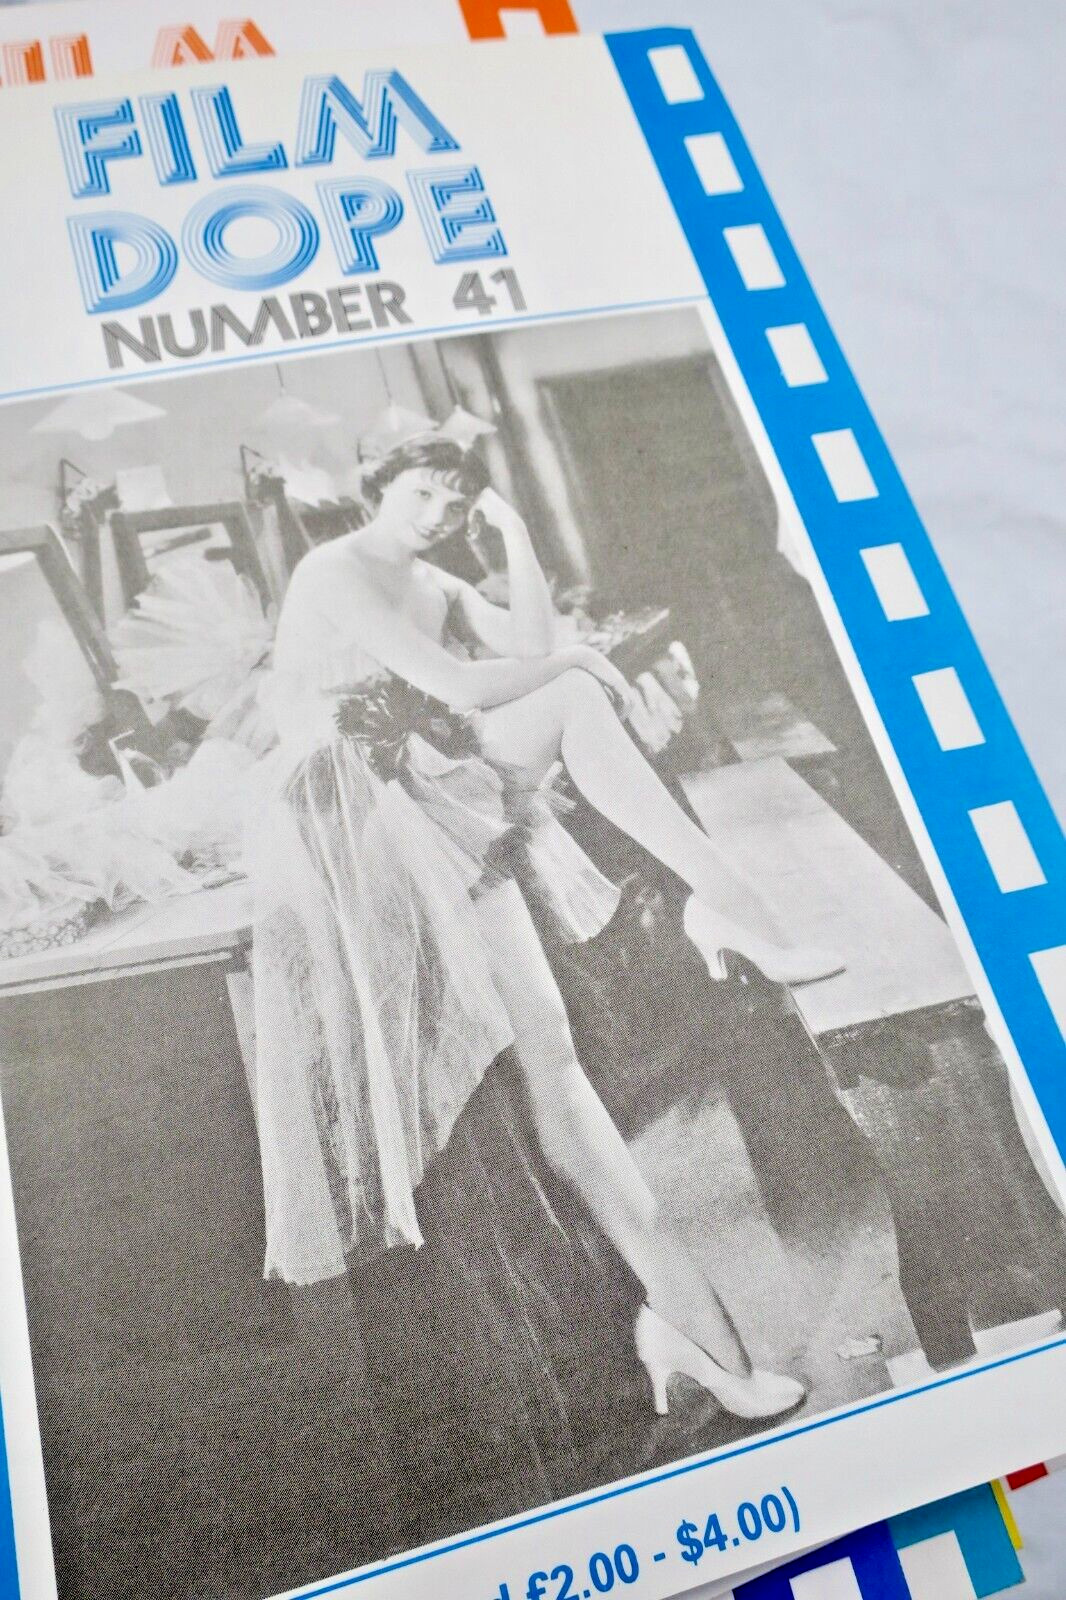 FILM
DOPE
NUMBER 41
£2.00 - $4.00)